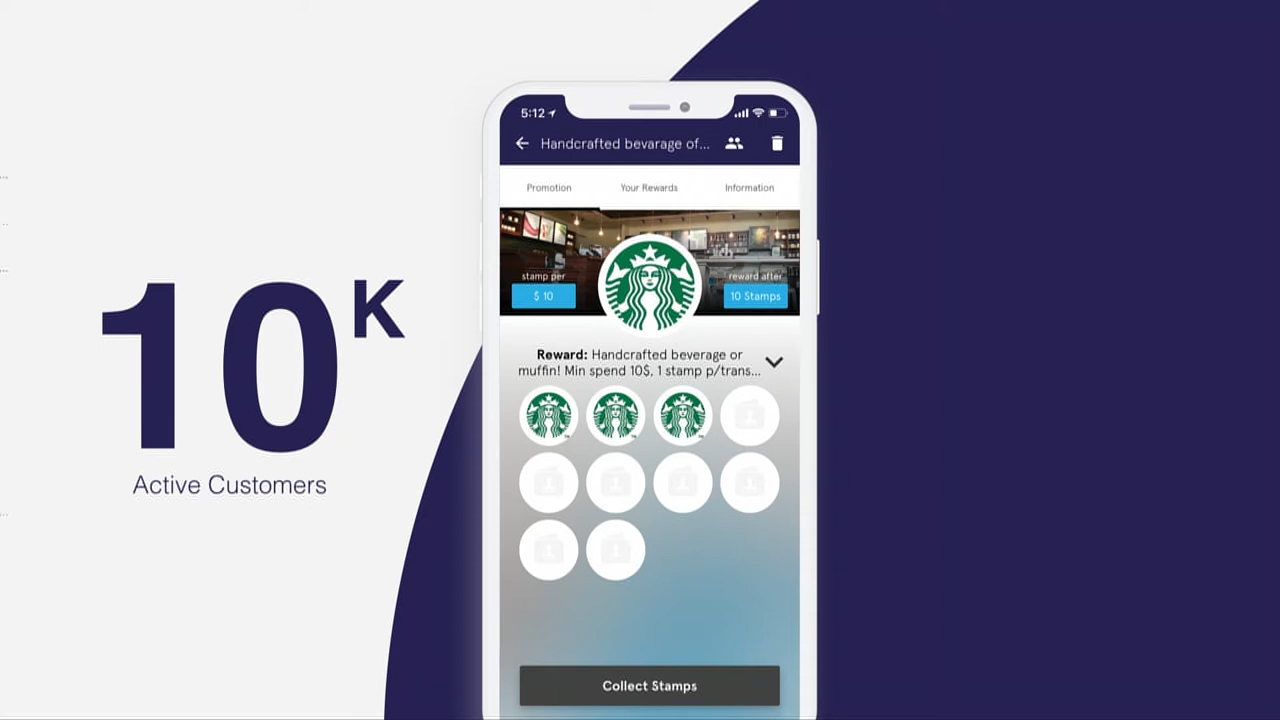 10K
Active Customers
5:12
Handcrafted bevarage of...
Promotion
Your Rewards
Information
stamp per
$ 10
reward after
10 Stamps
Reward: Handcrafted beverage or
muffin! Min spend 10$, 1 stamp p/trans...
Collect Stamps